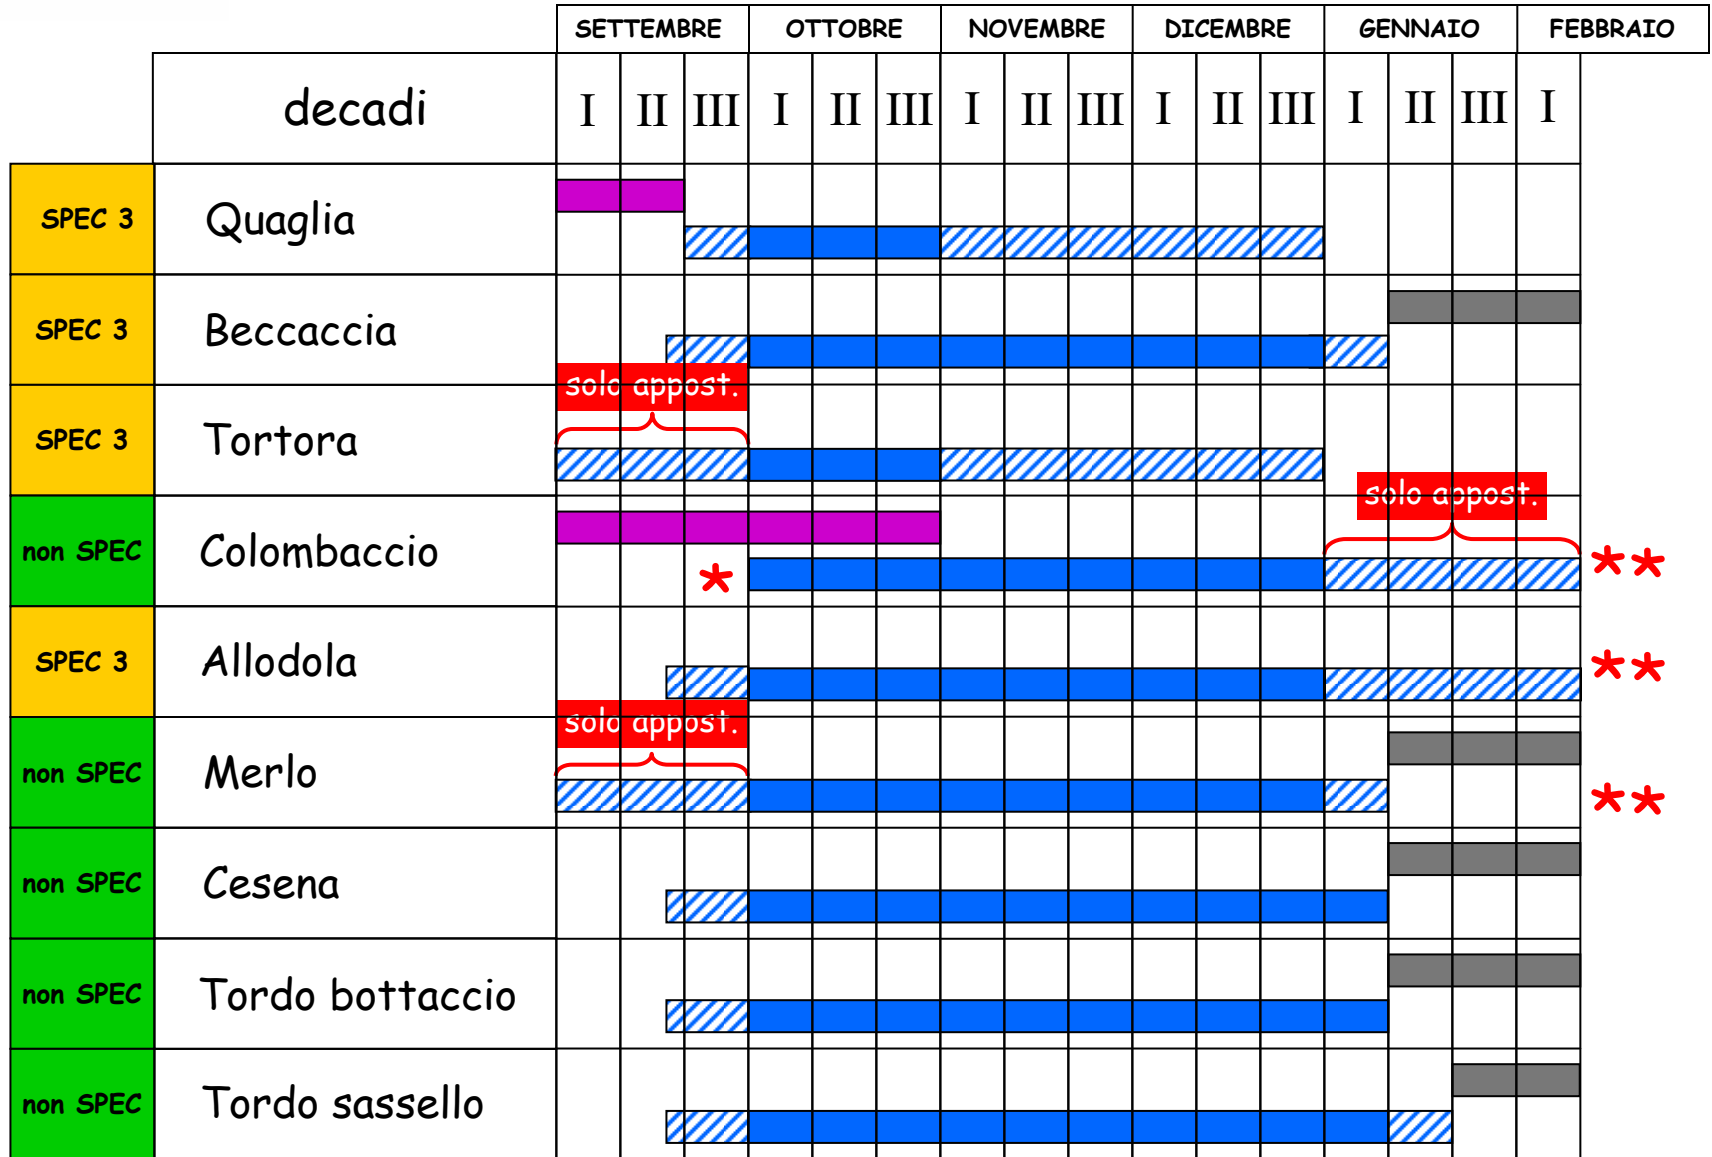 SETTEMBRE OTTOBRE NOVEMBRE DICEMBRE GENNAIO FEBBRAIO
decadi I II III I II III I II III I II III I II III I
SPEC 3 Quaglia
SPEC 3 Beccaccia
solo appost.
SPEC 3 Tortora
solo appost.
non SPEC Colombaccio * **
SPEC 3 Allodola **
solo appost.
non SPEC Merlo **
non SPEC Cesena
non SPEC Tordo bottaccio
non SPEC Tordo sassello